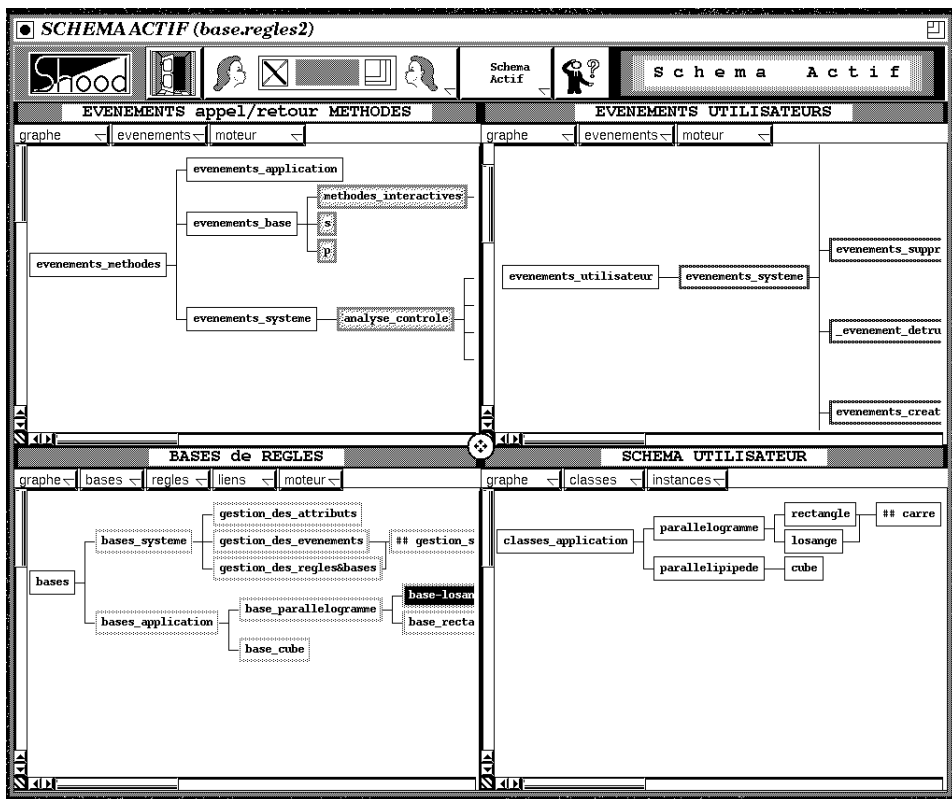 SCHEMA ACTIF (base.regles2)
Shood
Schema
Actif
Schema Actif
EVENEMENTS appel/retour METHODES
graphe evenements moteur
evenements_application
methodes_interactives
evenements_base
s
p
evenements_methodes
evenements_systeme
analyse_controle
EVENEMENTS UTILISATEURS
graphe evenements moteur
evenements_suppr
evenements_utilisateur
evenements_systeme
_evenement_detru
evenements_creat
BASES de REGLES
graphe bases regles liens moteur
gestion_des_attributs
bases_systeme
gestion_des_evenements
## gestion_s
gestion_des_regles&bases
bases
base-losan
base_parallelogramme
bases_application
base_recta
base_cube
SCHEMA UTILISATEUR
graphe classes instances
rectangle
## carre
parallelogramme
classes_application
losange
parallelipipede
cube